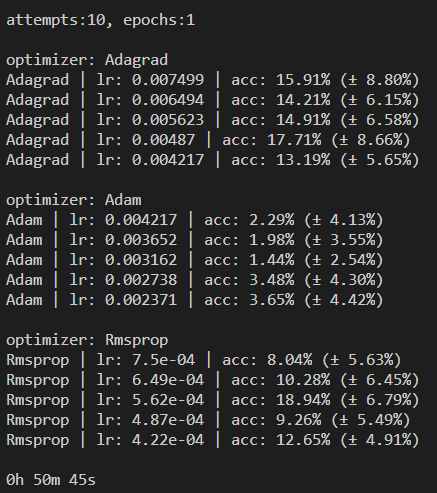 attempts:10, epochs:1
optimizer: Adagrad
Adagrad | lr: 0.007499 | acc: 15.91% (± 8.80%)
Adagrad | lr: 0.006494 | acc: 14.21% (± 6.15%)
Adagrad | lr: 0.005623 | acc: 14.91% (± 6.58%)
Adagrad | lr: 0.00487 | acc: 17.71% (± 8.66%)
Adagrad | lr: 0.004217 | acc: 13.19% (± 5.65%)
optimizer: Adam
Adam | lr: 0.004217 | acc: 2.29% (± 4.13%)
Adam | lr: 0.003652 | acc: 1.98% (± 3.55%)
Adam | lr: 0.003162 | acc: 1.44% (± 2.54%)
Adam | lr: 0.002738 | acc: 3.48% (± 4.30%)
Adam | lr: 0.002371 | acc: 3.65% (± 4.42%)
optimizer: Rmsprop
Rmsprop | lr: 7.5e-04 | acc: 8.04% (± 5.63%)
Rmsprop | lr: 6.49e-04 | acc: 10.28% (± 6.45%)
Rmsprop | lr: 5.62e-04 | acc: 18.94% (± 6.79%)
Rmsprop | lr: 4.87e-04 | acc: 9.26% (± 5.49%)
Rmsprop | lr: 4.22e-04 | acc: 12.65% (± 4.91%)
0h 50m 45s